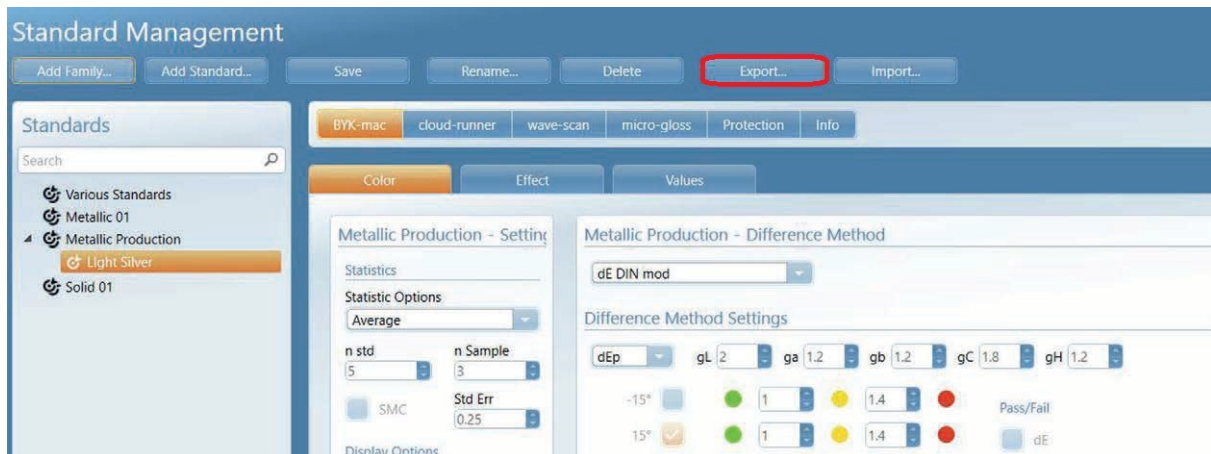 Standard Management
Add Family... Add Standard... Save Rename... Delete Export... Import...
Standards
BYK-mac cloud-runner wave-scan micro-gloss Protection Info
Search
Color Effect Values
Various Standards
Metallic 01
Metallic Production
Light Silver
Solid 01
Metallic Production - Setting
Statistics
Statistic Options
Average
n std n Sample
5 3
SMC Std Err
0.25
Display Options
Metallic Production - Difference Method
dE DIN mod
Difference Method Settings
dEp gL 2 ga 1.2 gb 1.2 gC 1.8 gH 1.2
-15° 1 1.4 Pass/Fail
15° 1 1.4 dE